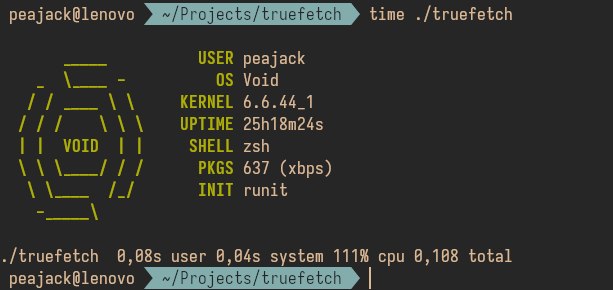 peajack@lenovo ~/Projects/truefetch time ./truefetch
USER peajack
OS Void
KERNEL 6.6.44_1
UPTIME 25h18m24s
VOID SHELL zsh
PKGS 637 (xbps)
INIT runit
./truefetch 0,08s user 0,04s system 111% cpu 0,108 total
peajack@lenovo ~/Projects/truefetch